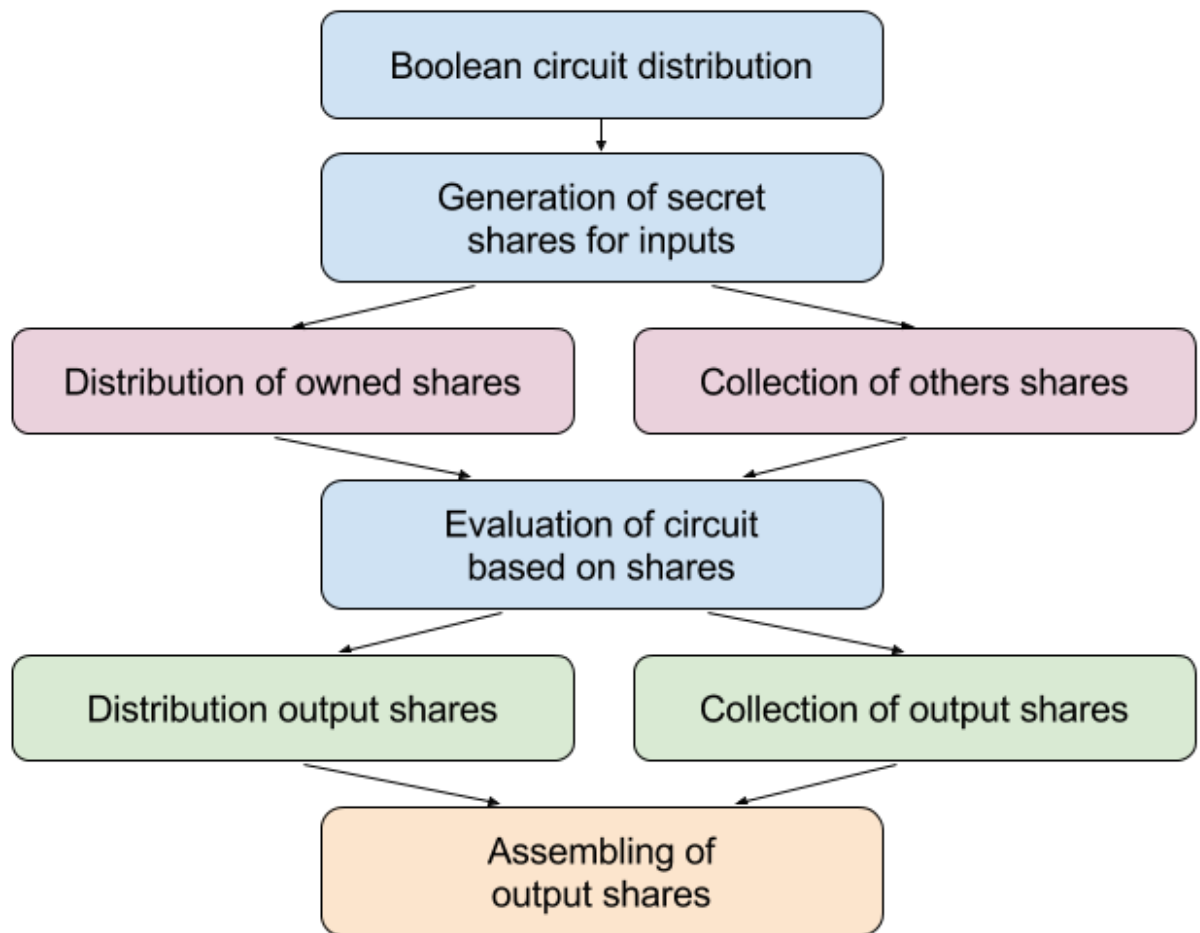 Boolean circuit distribution
Generation of secret
shares for inputs
Distribution of owned shares
Collection of others shares
Evaluation of circuit
based on shares
Distribution output shares
Collection of output shares
Assembling of
output shares